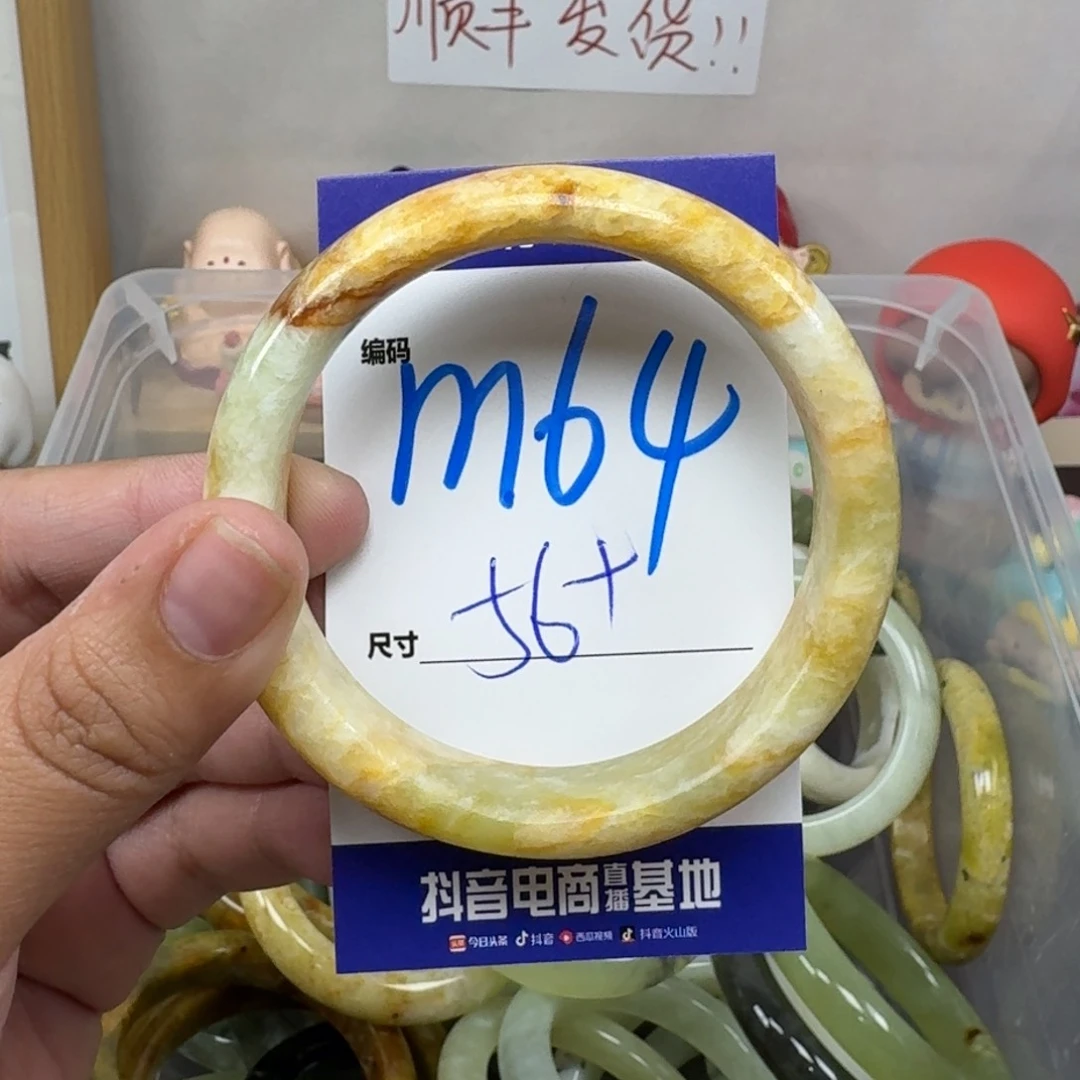 顺丰发货!!
编码
m64
56+
尺寸
抖音电商直播基地
今日头条 抖音 西瓜视频 抖音火山版